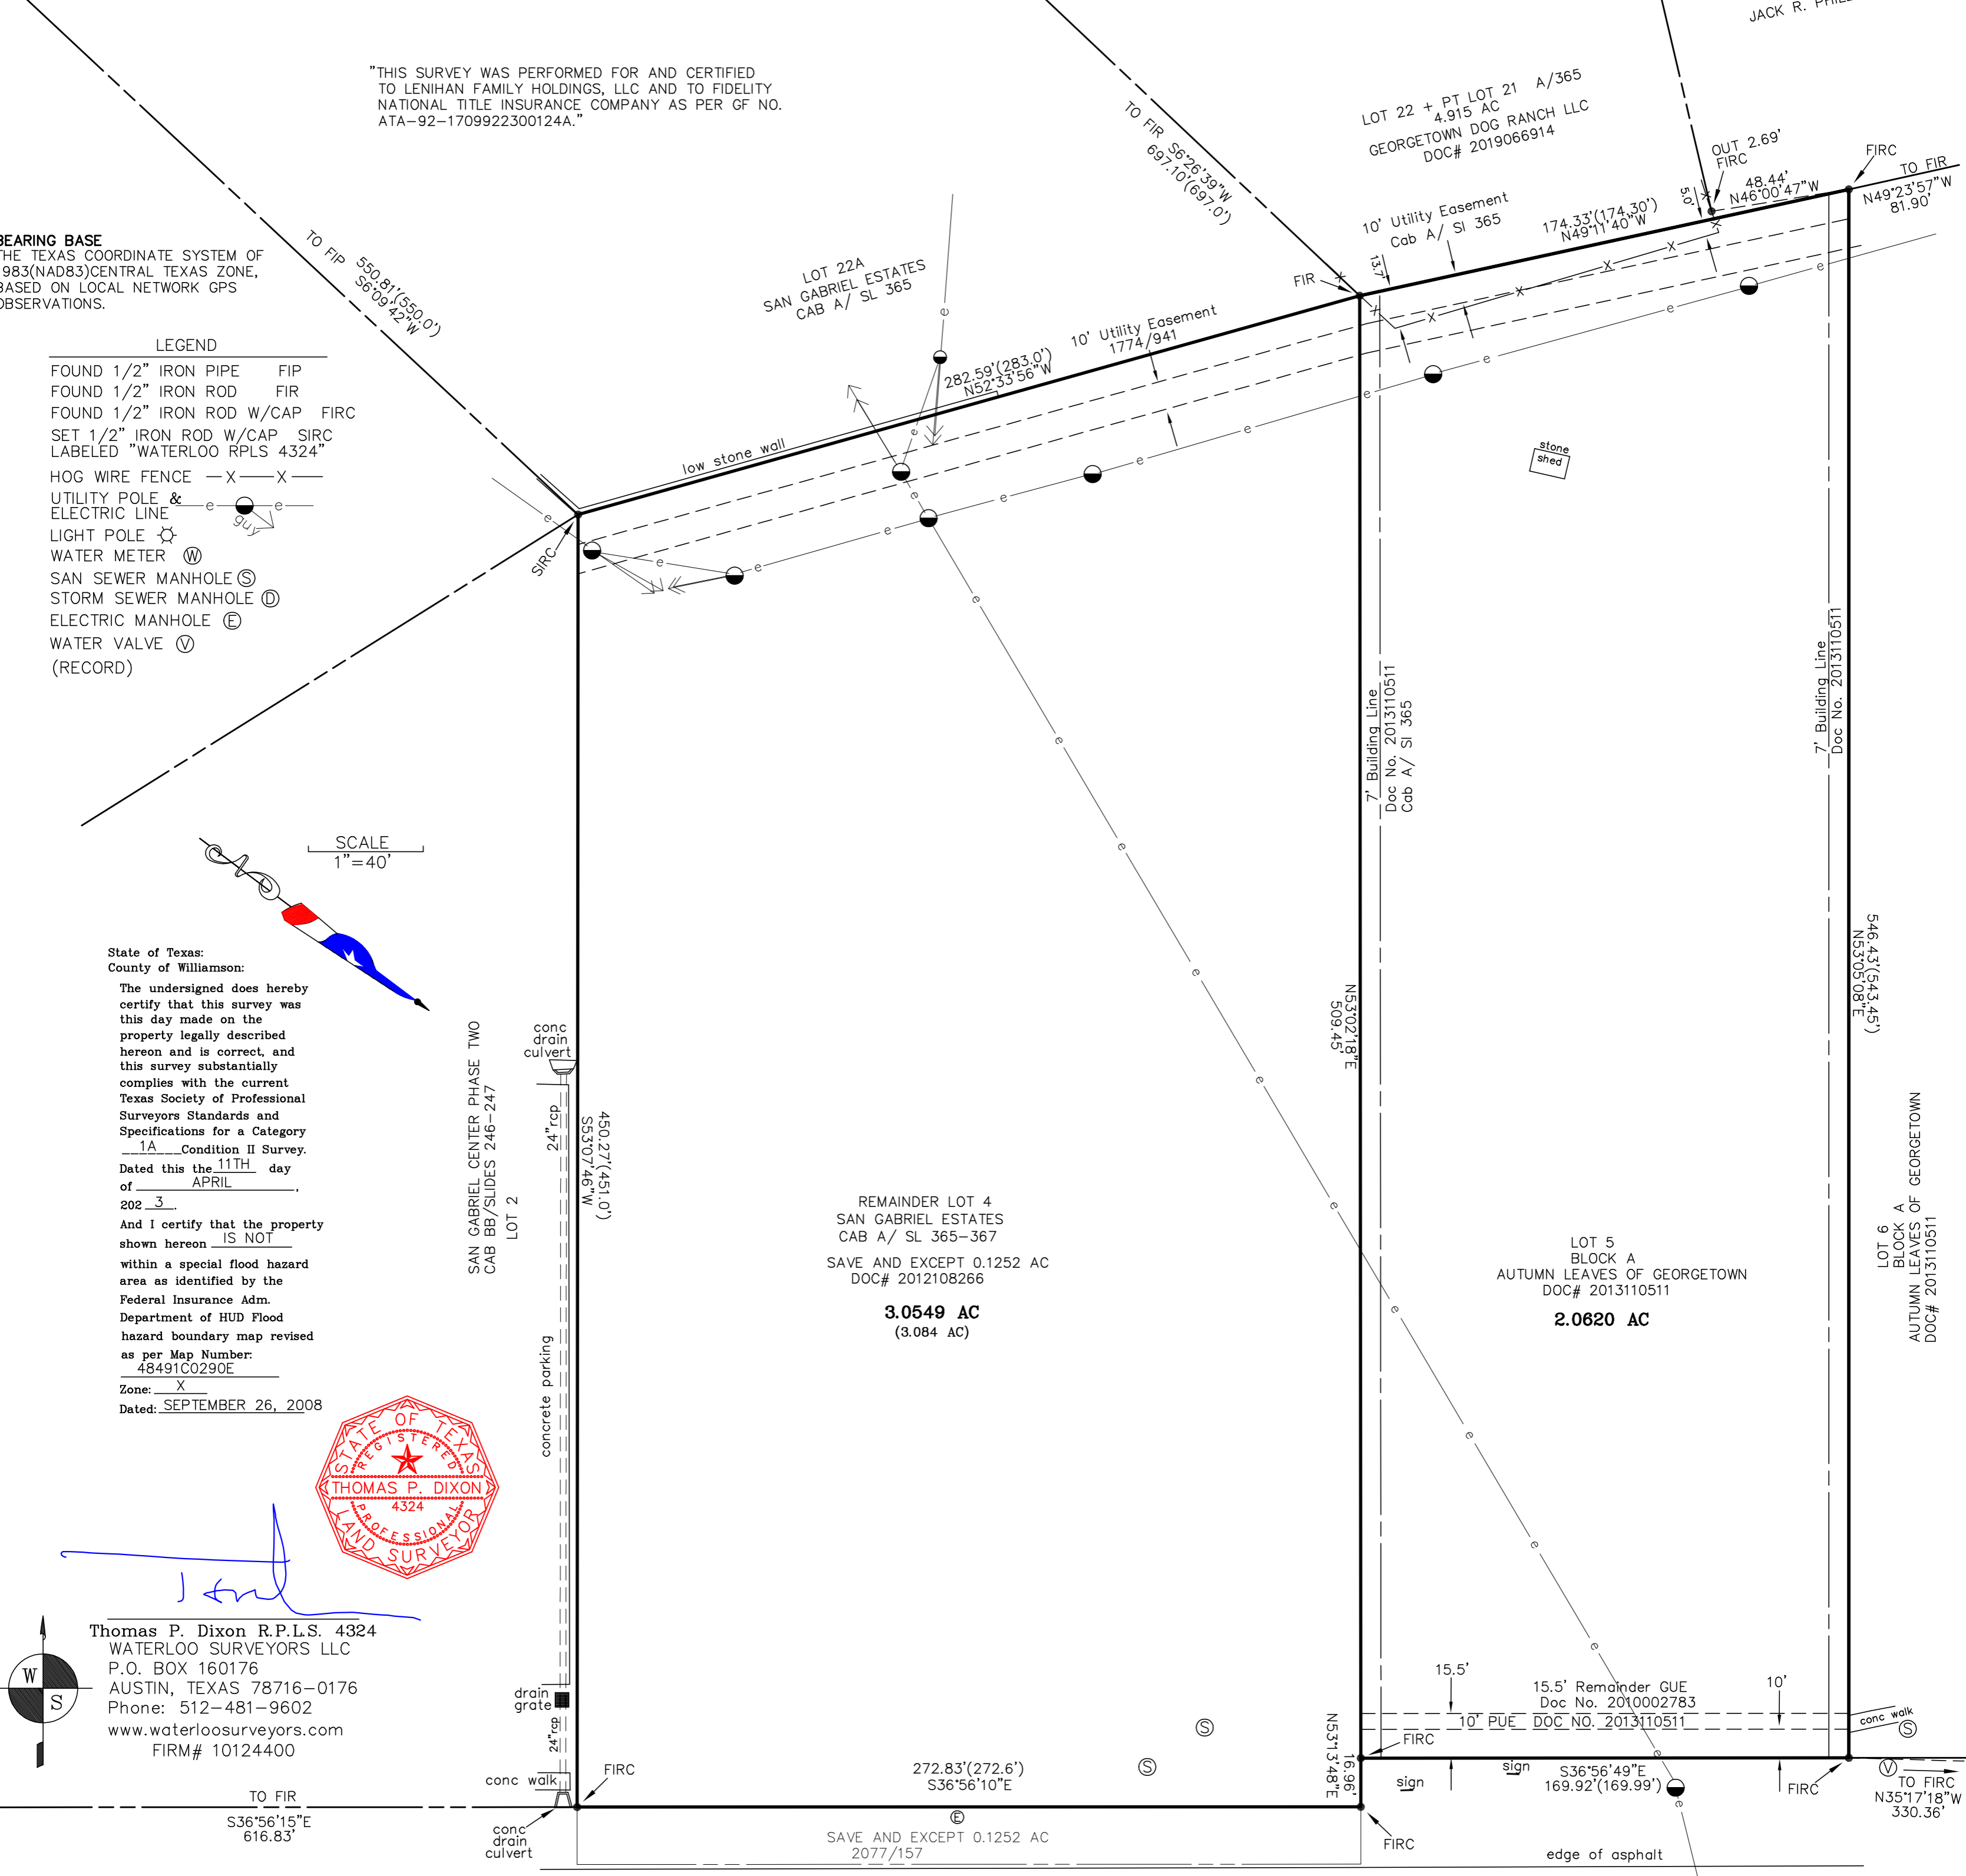 JACK R.
"THIS SURVEY WAS PERFORMED FOR AND CERTIFIED
TO LENIHAN FAMILY HOLDINGS, LLC AND TO FIDELITY
NATIONAL TITLE INSURANCE COMPANY AS PER GF NO.
ATA-92-1709922300124A."
LOT 22 + PT LOT 21 A/365
4.915 AC
GEORGETOWN DOG RANCH LLC
DOC# 2019066914
TO FIR S6°26'39"W
697.10'(697.0')
OUT 2.69'
FIRC
FIRC
TO FIR
N49°23'57"W
81.90'
48.44'
N46°00'47"W
5.0'
174.33'(174.30')
N49°11'40"W
10' Utility Easement
Cab A/ Sl 365
13.7'
FIR
BEARING BASE
THE TEXAS COORDINATE SYSTEM OF
1983(NAD83)CENTRAL TEXAS ZONE,
BASED ON LOCAL NETWORK GPS
OBSERVATIONS.
TO FIP 550.81'(550.0')
S6°09'42"W
LOT 22A
SAN GABRIEL ESTATES
CAB A/ SL 365
10' Utility Easement
1774/941
282.59'(283.0')
N52°33'56"W
low stone wall
SIRC
stone
shed
LEGEND
FOUND 1/2" IRON PIPE FIP
FOUND 1/2" IRON ROD FIR
FOUND 1/2" IRON ROD W/CAP FIRC
SET 1/2" IRON ROD W/CAP SIRC
LABELED "WATERLOO RPLS 4324"
HOG WIRE FENCE —X——X—
UTILITY POLE &
ELECTRIC LINE e e
guy
LIGHT POLE
WATER METER W
SAN SEWER MANHOLE S
STORM SEWER MANHOLE D
ELECTRIC MANHOLE E
WATER VALVE V
(RECORD)
SCALE
1"=40'
7' Building Line
Doc No. 2013110511
Cab A/ Sl 365
7' Building Line
Doc No. 2013110511
State of Texas:
County of Williamson:
The undersigned does hereby
certify that this survey was
this day made on the
property legally described
hereon and is correct, and
this survey substantially
complies with the current
Texas Society of Professional
Surveyors Standards and
Specifications for a Category
1A Condition II Survey.
Dated this the 11TH day
of APRIL,
202 3.
And I certify that the property
shown hereon IS NOT
within a special flood hazard
area as identified by the
Federal Insurance Adm.
Department of HUD Flood
hazard boundary map revised
as per Map Number:
48491C0290E
Zone: X
Dated: SEPTEMBER 26, 2008
SAN GABRIEL CENTER PHASE TWO
CAB BB/SLIDES 246-247
LOT 2
conc
drain
culvert
24"rcp
450.27'(451.0')
S53°07'46"W
concrete parking
N53°02'18"E
509.45'
546.43'(543.45')
N53°05'08"E
REMAINDER LOT 4
SAN GABRIEL ESTATES
CAB A/ SL 365-367
SAVE AND EXCEPT 0.1252 AC
DOC# 2012108266
3.0549 AC
(3.084 AC)
LOT 5
BLOCK A
AUTUMN LEAVES OF GEORGETOWN
DOC# 2013110511
2.0620 AC
LOT 6
BLOCK A
AUTUMN LEAVES OF GEORGETOWN
DOC# 2013110511
STATE OF TEXAS
REGISTERED
THOMAS P. DIXON
4324
PROFESSIONAL
LAND SURVEYOR
Thomas P. Dixon R.P.L.S. 4324
WATERLOO SURVEYORS LLC
P.O. BOX 160176
AUSTIN, TEXAS 78716-0176
Phone: 512-481-9602
www.waterloosurveyors.com
FIRM# 10124400
W
S
drain
grate
24"rcp
conc walk
FIRC
TO FIR
S36°56'15"E
616.83'
conc
drain
culvert
272.83'(272.6')
S36°56'10"E
S
S
E
SAVE AND EXCEPT 0.1252 AC
2077/157
N53°13'48"E
16.96'
FIRC
FIRC
15.5'
15.5' Remainder GUE
Doc No. 2010002783
10' PUE DOC NO. 2013110511
10'
sign
sign
S36°56'49"E
169.92'(169.99')
FIRC
conc walk
S
V
TO FIRC
N35°17'18"W
330.36'
edge of asphalt